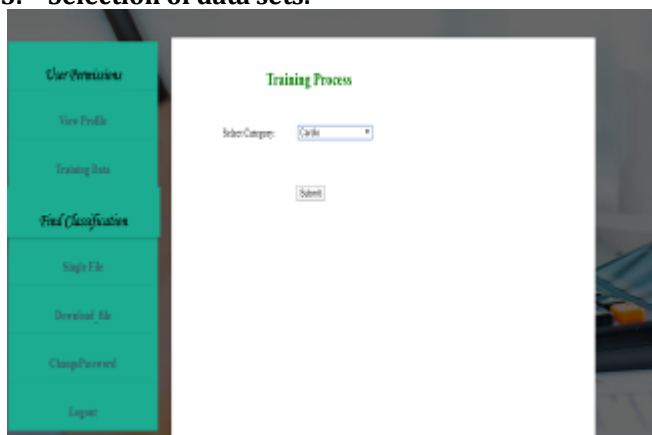 Selection of data sets.
User Permissions
View Profile
Training Data
Find Classification
Single File
Download_file
ChangePassword
Logout
Training Process
Select Category:
Submit